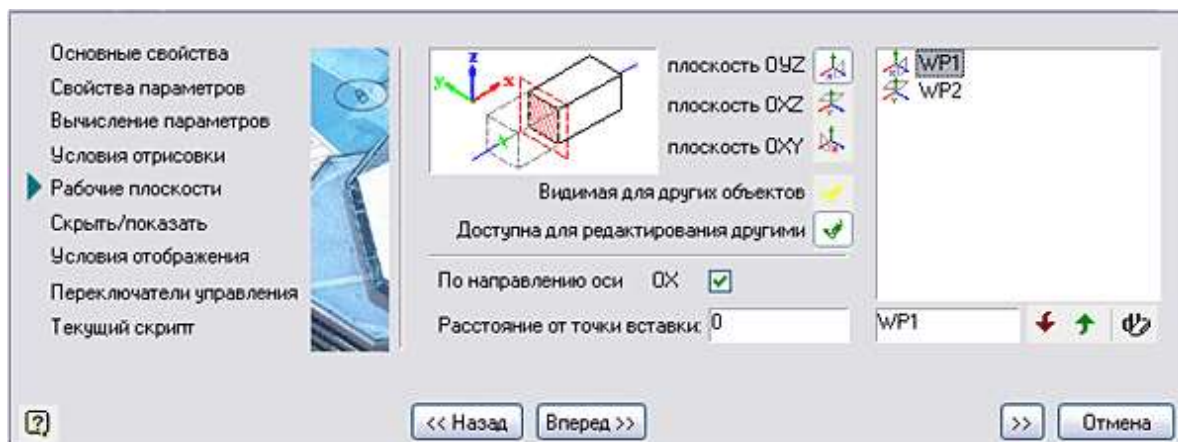 Основные свойства
Свойства параметров
Вычисление параметров
Условия отрисовки
Рабочие плоскости
Скрыть/показать
Условия отображения
Переключатели управления
Текущий скрипт
z
y
x
плоскость OYZ
плоскость OXZ
плоскость OXY
Видимая для других объектов
Доступна для редактирования другими
По направлению оси OX
Расстояние от точки вставки: 0
WP1
WP2
WP1
<< Назад
Вперед >>
>>
Отмена